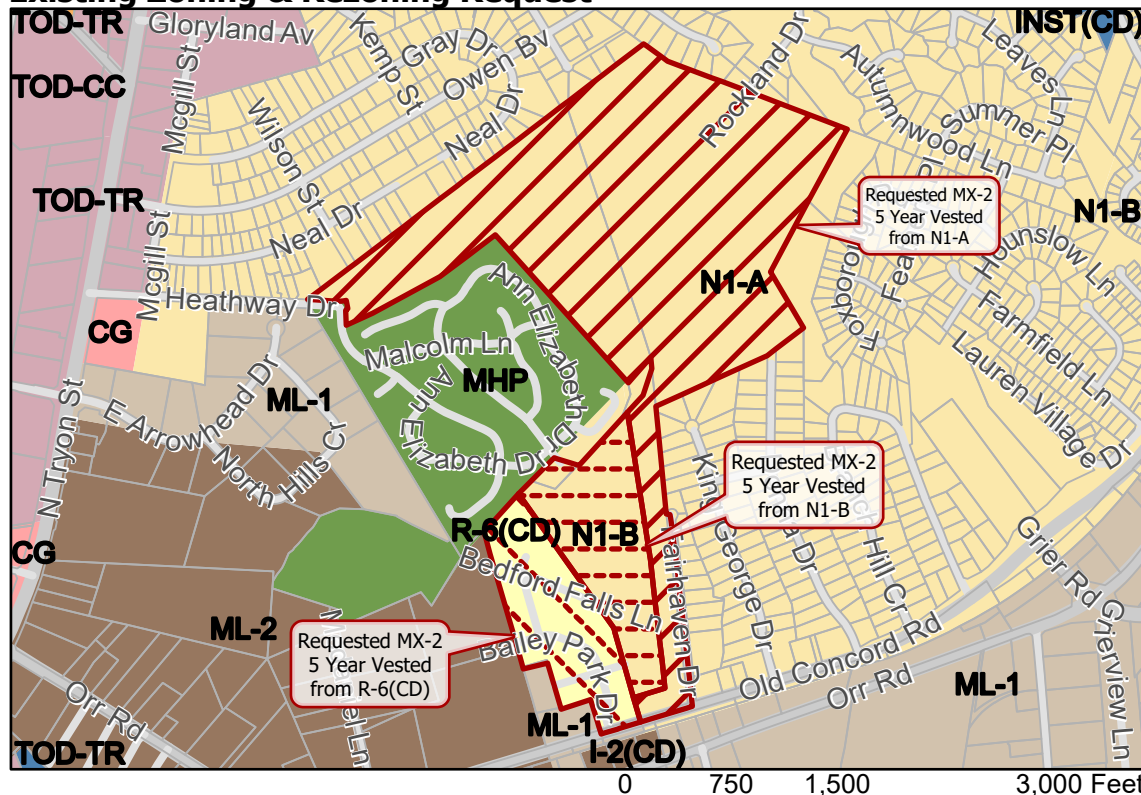 Existing Zoning & Rezoning Request
TOD-TR
Gloryland Av
Kemp St
Gray Dr
Owen Bv
Rockland Dr
Leaves Ln
INST(CD)
TOD-CC
Mcgill St
Wilson St
Neal Dr
Autumnwood Ln
Summer Pl
TOD-TR
Mcgill St
Neal Dr
Requested MX-2
5 Year Vested
from N1-A
N1-B
Heathway Dr
Ann Elizabeth Dr
N1-A
Hounslow Ln
CG
Malcolm Ln
MHP
Farmfield Ln
ML-1
Ann Elizabeth Dr
Lauren Village Dr
E Arrowhead Dr
North Hills Cr
N Tryon St
Requested MX-2
5 Year Vested
from N1-B
CG
R-6(CD)
N1-B
King George Dr
Grier Rd
Grierview Ln
Bedford Falls Ln
Fairhaven Dr
ML-2
Requested MX-2
5 Year Vested
from R-6(CD)
Bailey Park Dr
Old Concord Rd
Orr Rd
Orr Rd
ML-1
ML-1
TOD-TR
I-2(CD)
0 750 1,500 3,000 Feet